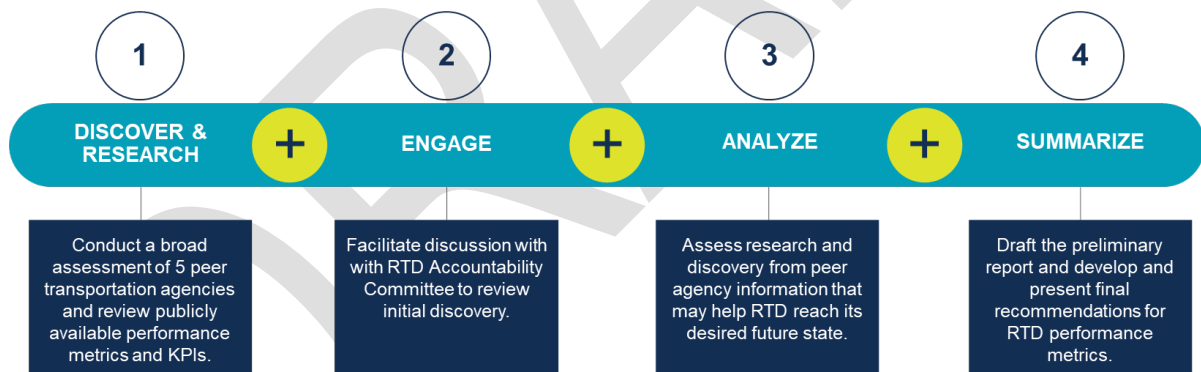 1
2
3
4
DISCOVER &
RESEARCH
+
ENGAGE
+
ANALYZE
+
SUMMARIZE
Conduct a broad
assessment of 5 peer
transportation agencies
and review publicly
available performance
metrics and KPIs.
Facilitate discussion with
with RTD Accountability
Committee to review
initial discovery.
Assess research and
discovery from peer
agency information that
may help RTD reach its
desired future state.
Draft the preliminary
report and develop and
present final
recommendations for
RTD performance
metrics.